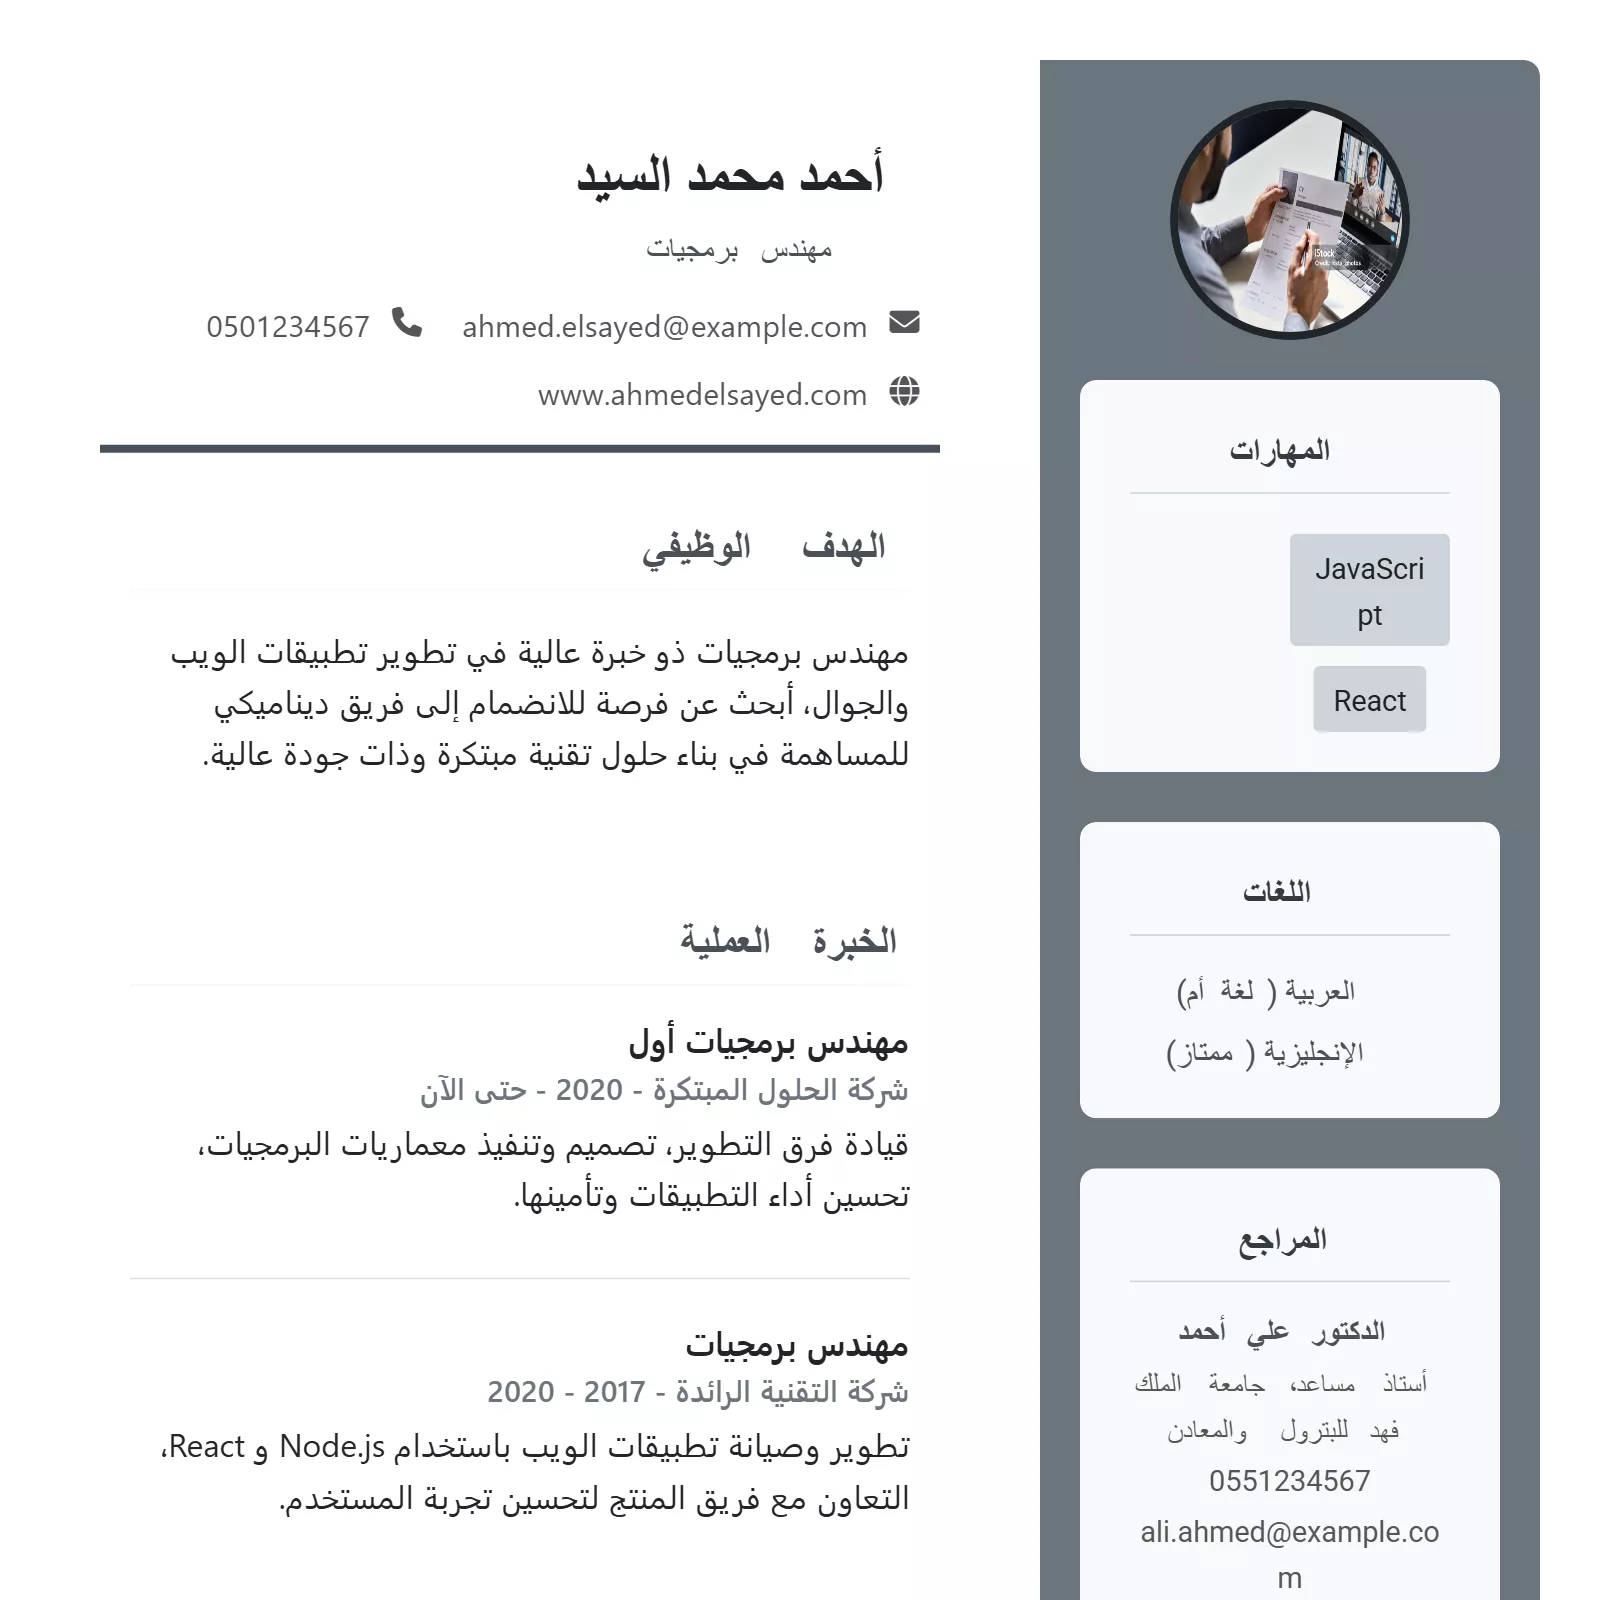 أحمد محمد السيد
مهندس برمجيات
ahmed.elsayed@example.com 0501234567
www.ahmedelsayed.com
الهدف الوظيفي
مهندس برمجيات ذو خبرة عالية في تطوير تطبيقات الويب
والجوال، أبحث عن فرصة للانضمام إلى فريق ديناميكي
للمساهمة في بناء حلول تقنية مبتكرة وذات جودة عالية.
الخبرة العملية
مهندس برمجيات أول
شركة الحلول المبتكرة - 2020 - حتى الآن
قيادة فرق التطوير، تصميم وتنفيذ معماريات البرمجيات،
تحسين أداء التطبيقات وتأمينها.
مهندس برمجيات
شركة التقنية الرائدة - 2017 - 2020
تطوير وصيانة تطبيقات الويب باستخدام Node.js و React،
التعاون مع فريق المنتج لتحسين تجربة المستخدم.
iStock
المهارات
JavaScri
pt
React
اللغات
العربية ( لغة أم)
الإنجليزية ( ممتاز)
المراجع
الدكتور علي أحمد
أستاذ مساعد، جامعة الملك
فهد للبترول والمعادن
0551234567
ali.ahmed@example.co
m